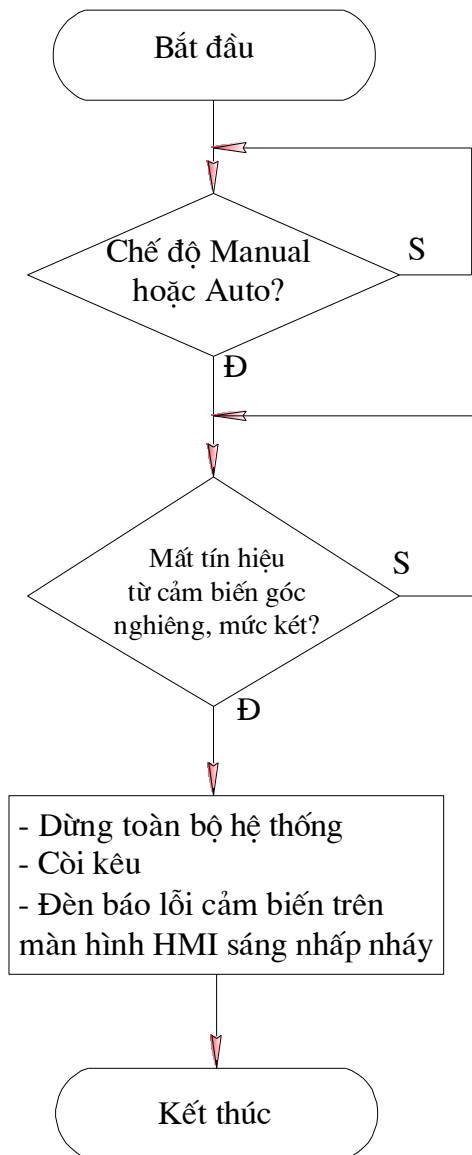 Bắt đầu
Chế độ Manual
hoặc Auto?
S
Đ
Mất tín hiệu
từ cảm biến góc
nghiêng, mức két?
S
Đ
- Dừng toàn bộ hệ thống
- Còi kêu
- Đèn báo lỗi cảm biến trên
màn hình HMI sáng nhấp nháy
Kết thúc